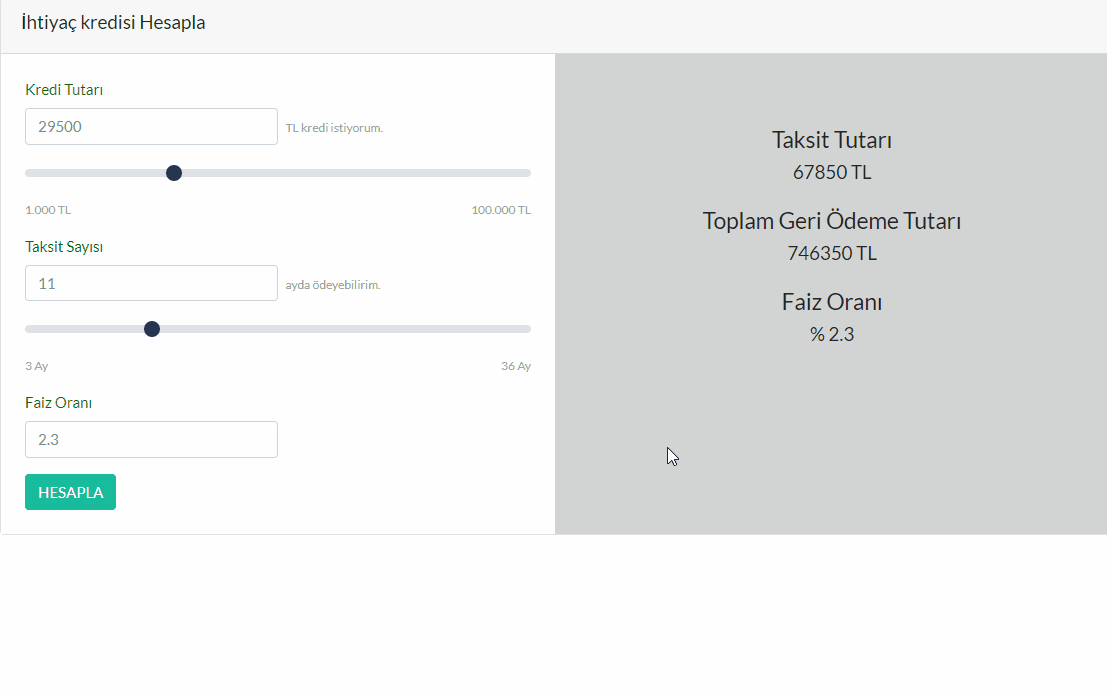 İhtiyaç kredisi Hesapla
Kredi Tutarı
29500 TL kredi istiyorum.
1.000 TL 100.000 TL
Taksit Sayısı
11 ayda ödeyebilirim.
3 Ay 36 Ay
Faiz Oranı
2.3
HESAPLA
Taksit Tutarı
67850 TL
Toplam Geri Ödeme Tutarı
746350 TL
Faiz Oranı
% 2.3